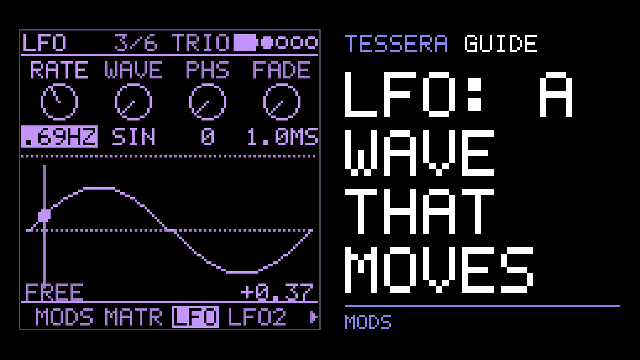 LFO 3/6 TRIO
RATE WAVE PHS FADE
.69HZ SIN 0 1.0MS
FREE +0.37
MODS MATR LFO LFO2
TESSERA GUIDE
LFO: A
WAVE
THAT
MOVES
MODS